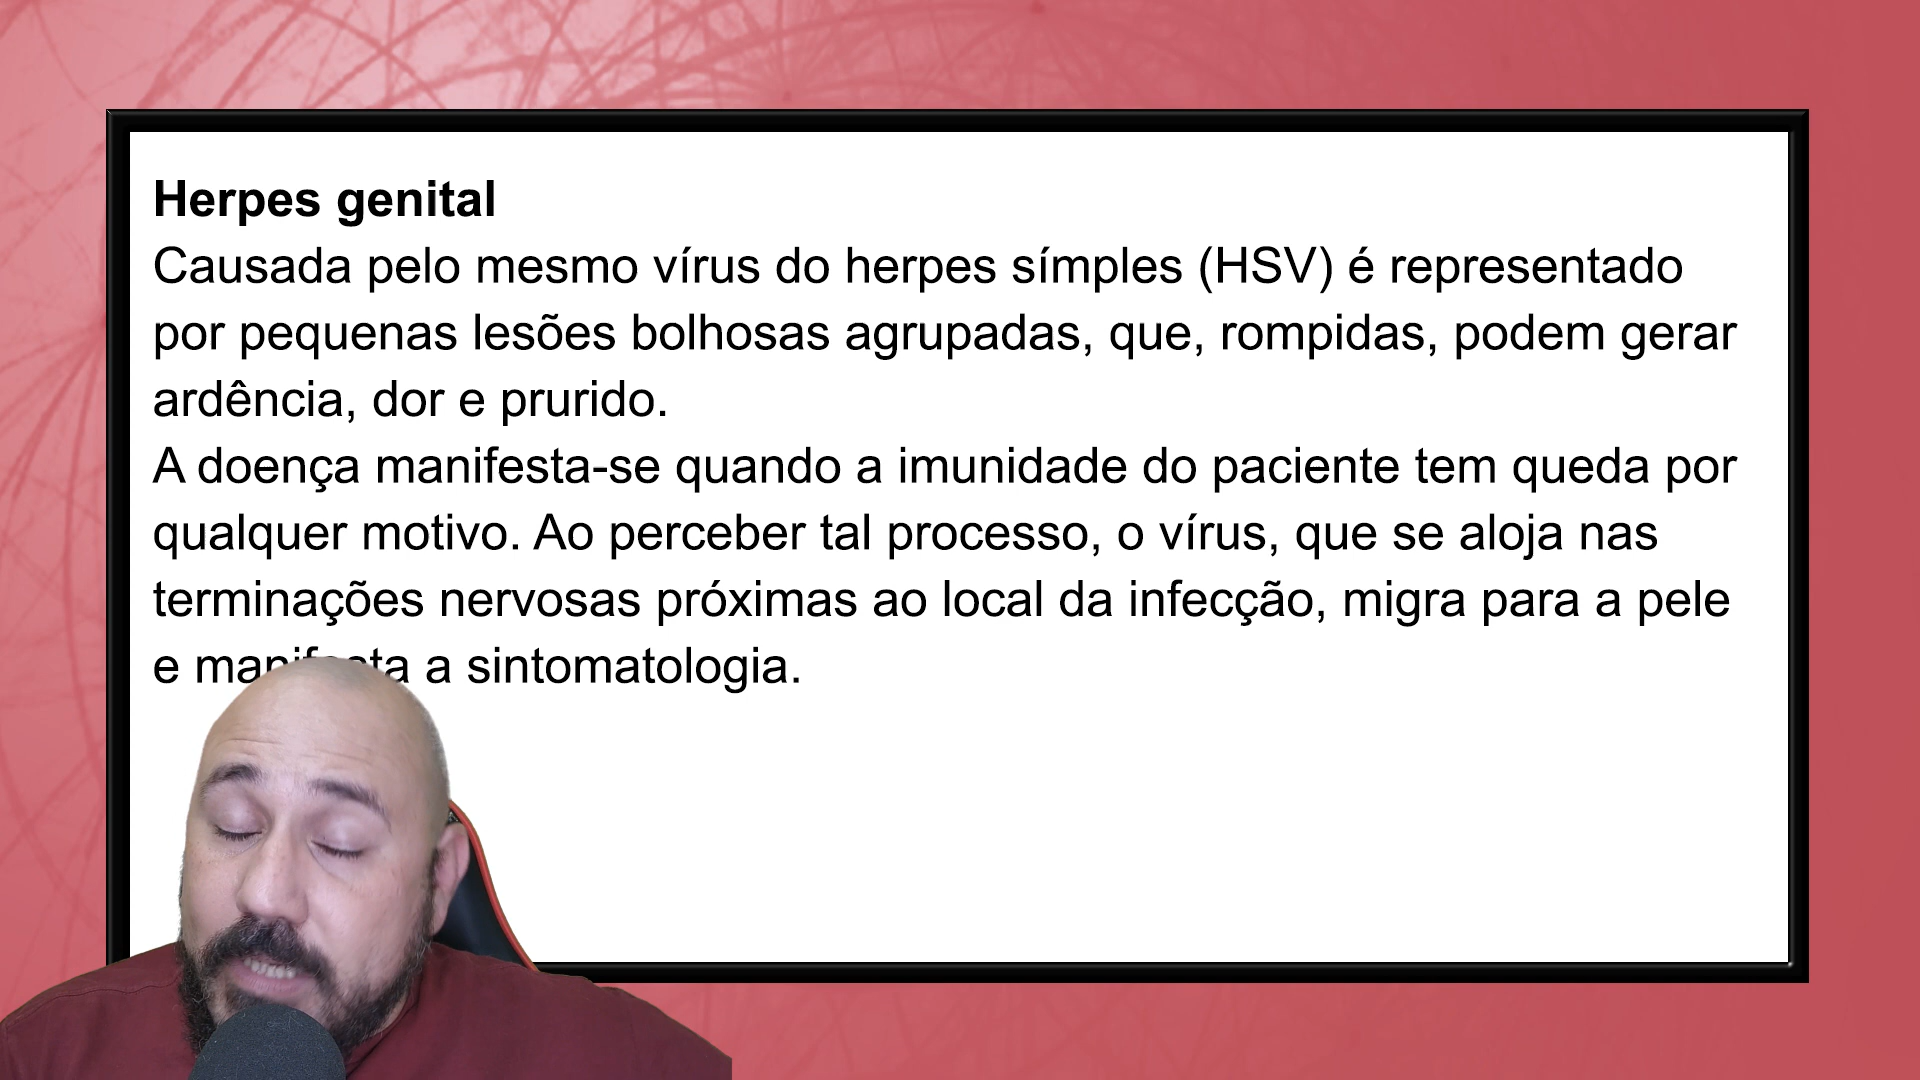 Herpes genital
Causada pelo mesmo vírus do herpes símples (HSV) é representado
por pequenas lesões bolhosas agrupadas, que, rompidas, podem gerar
ardência, dor e prurido.
A doença manifesta-se quando a imunidade do paciente tem queda por
qualquer motivo. Ao perceber tal processo, o vírus, que se aloja nas
terminações nervosas próximas ao local da infecção, migra para a pele
e manifesta a sintomatologia.